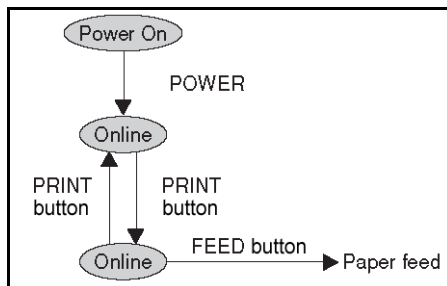 Power On
POWER
Online
PRINT
button
PRINT
button
FEED button
Online
Paper feed